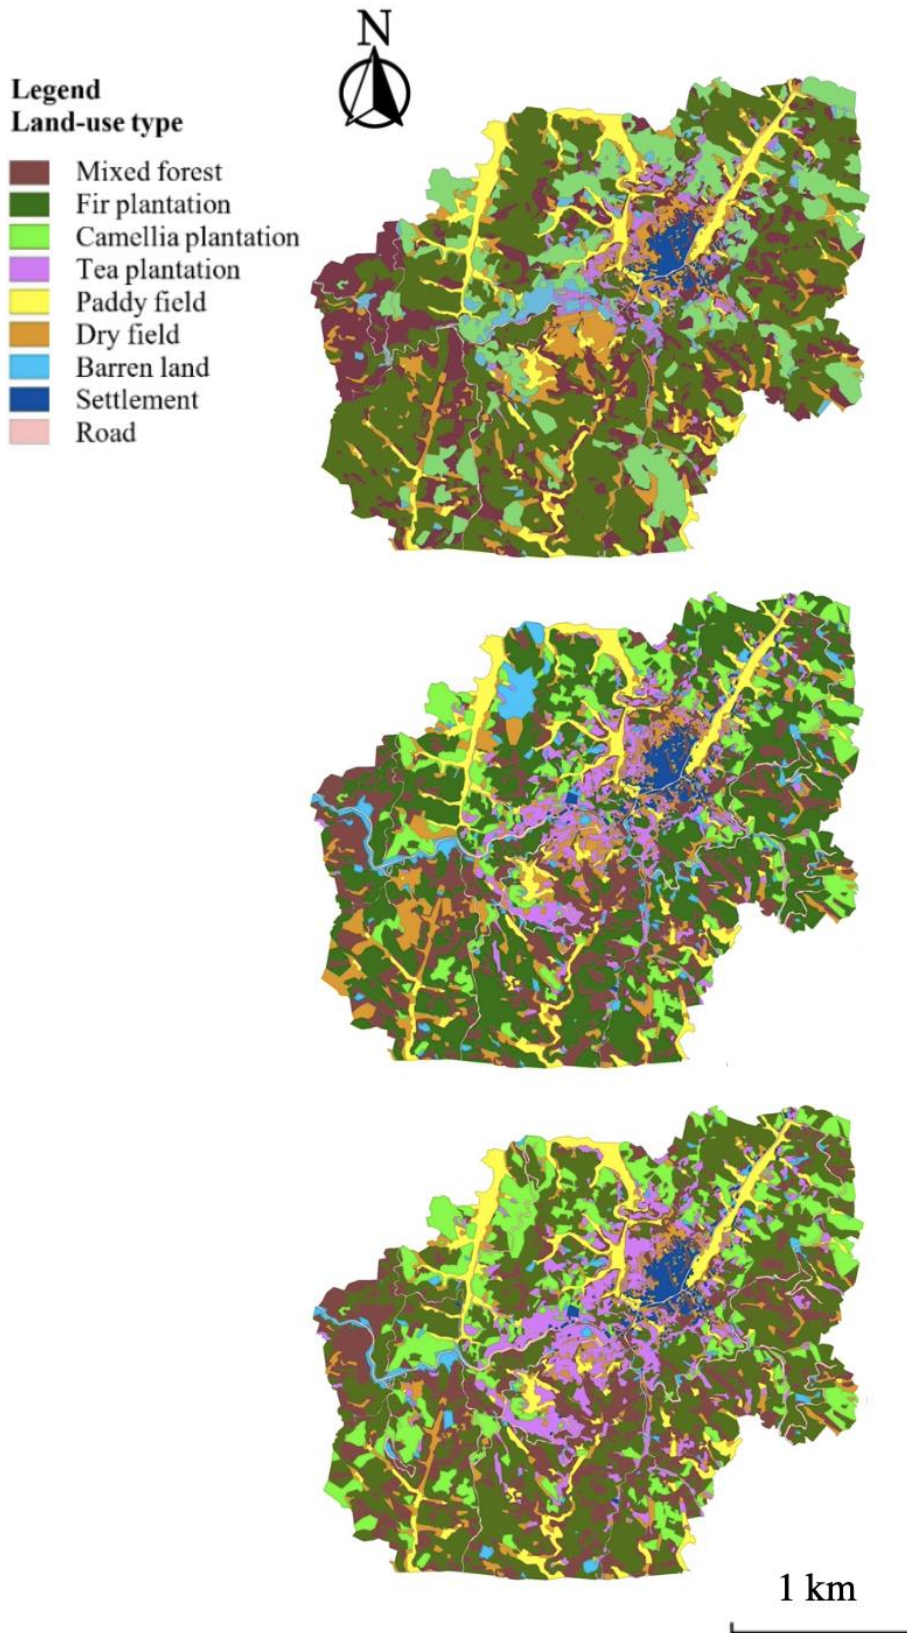 N
Legend
Land-use type
Mixed forest
Fir plantation
Camellia plantation
Tea plantation
Paddy field
Dry field
Barren land
Settlement
Road
1 km